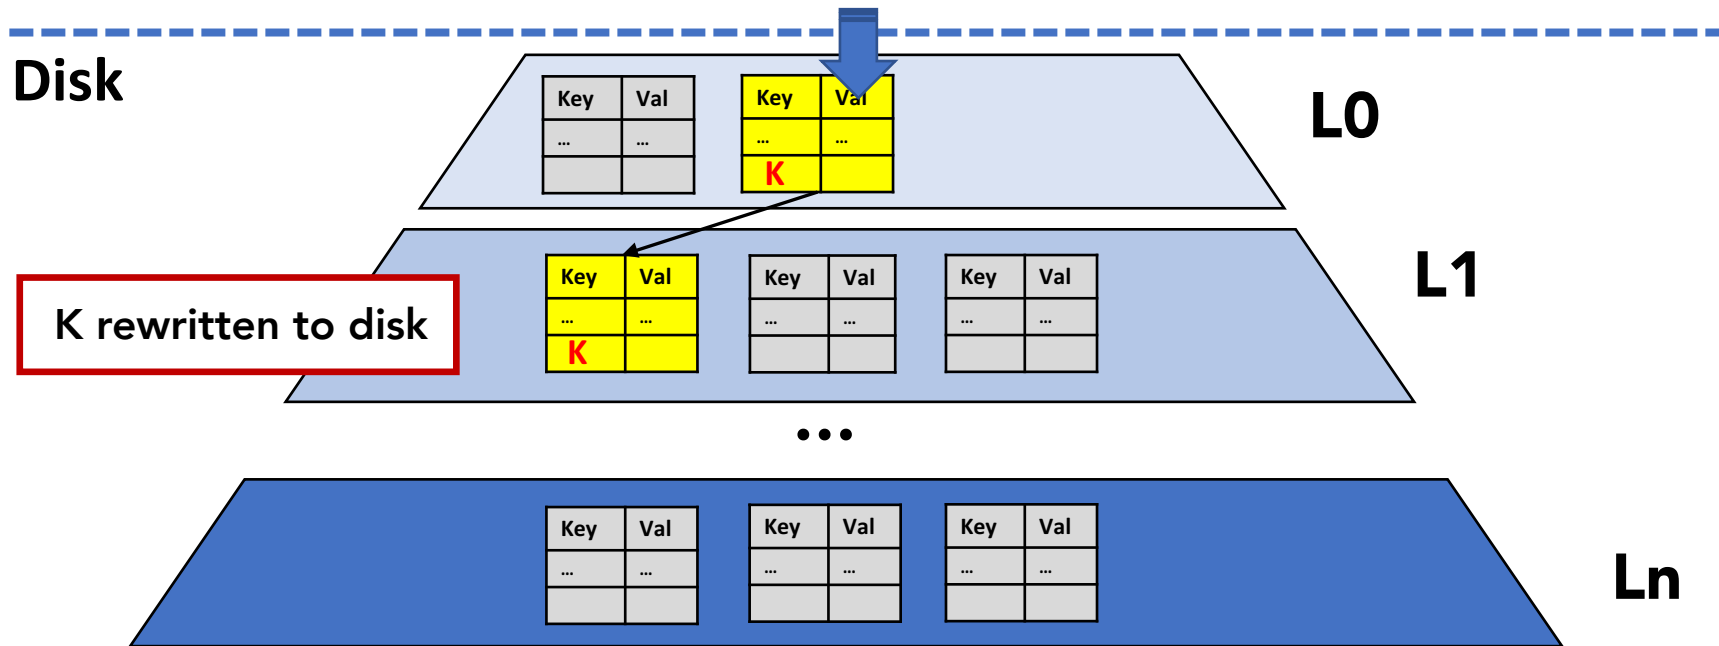 Disk
Key Val Key Val
... ... ... ...
K
L0
Key Val Key Val Key Val
... ... ... ... ... ...
K
L1
K rewritten to disk
...
Key Val Key Val Key Val
... ... ... ... ... ...
Ln